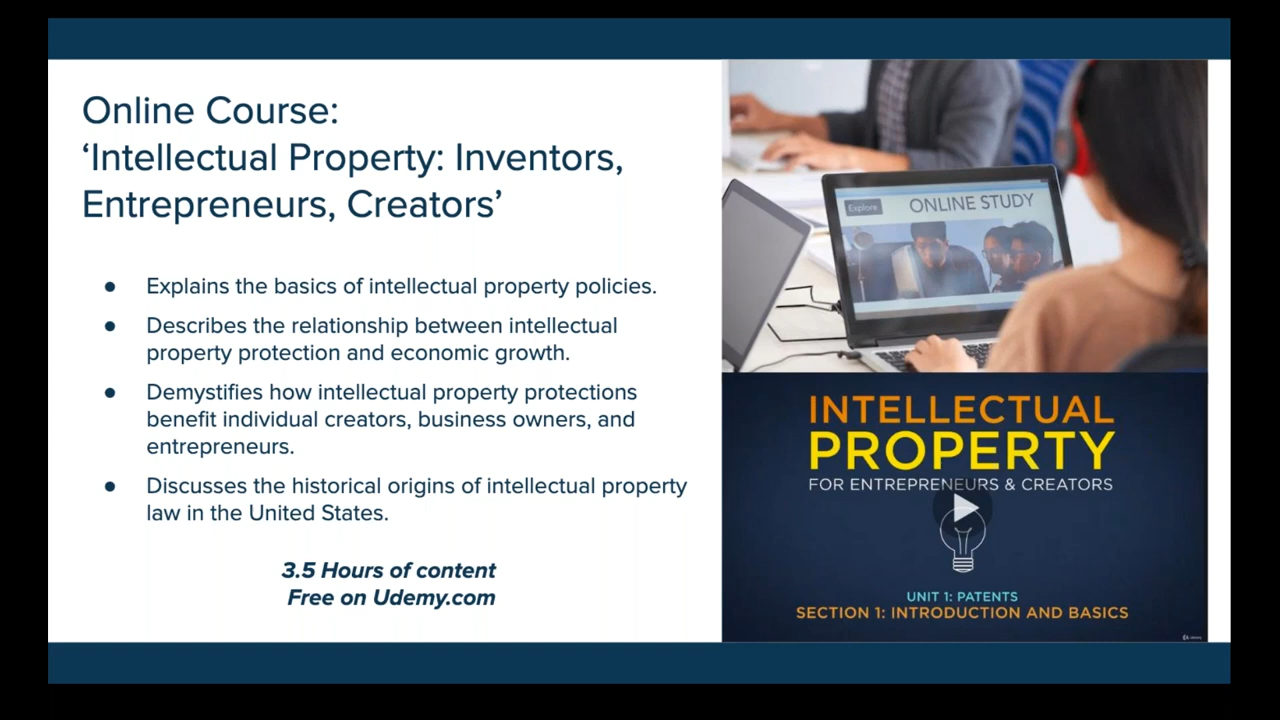 Online Course:
‘Intellectual Property: Inventors,
Entrepreneurs, Creators’
● Explains the basics of intellectual property policies.
● Describes the relationship between intellectual
property protection and economic growth.
● Demystifies how intellectual property protections
benefit individual creators, business owners, and
entrepreneurs.
● Discusses the historical origins of intellectual property
law in the United States.
3.5 Hours of content
Free on Udemy.com
Explore
ONLINE STUDY
INTELLECTUAL
PROPERTY
FOR ENTREPRENEURS & CREATORS
UNIT 1: PATENTS
SECTION 1: INTRODUCTION AND BASICS
Udemy